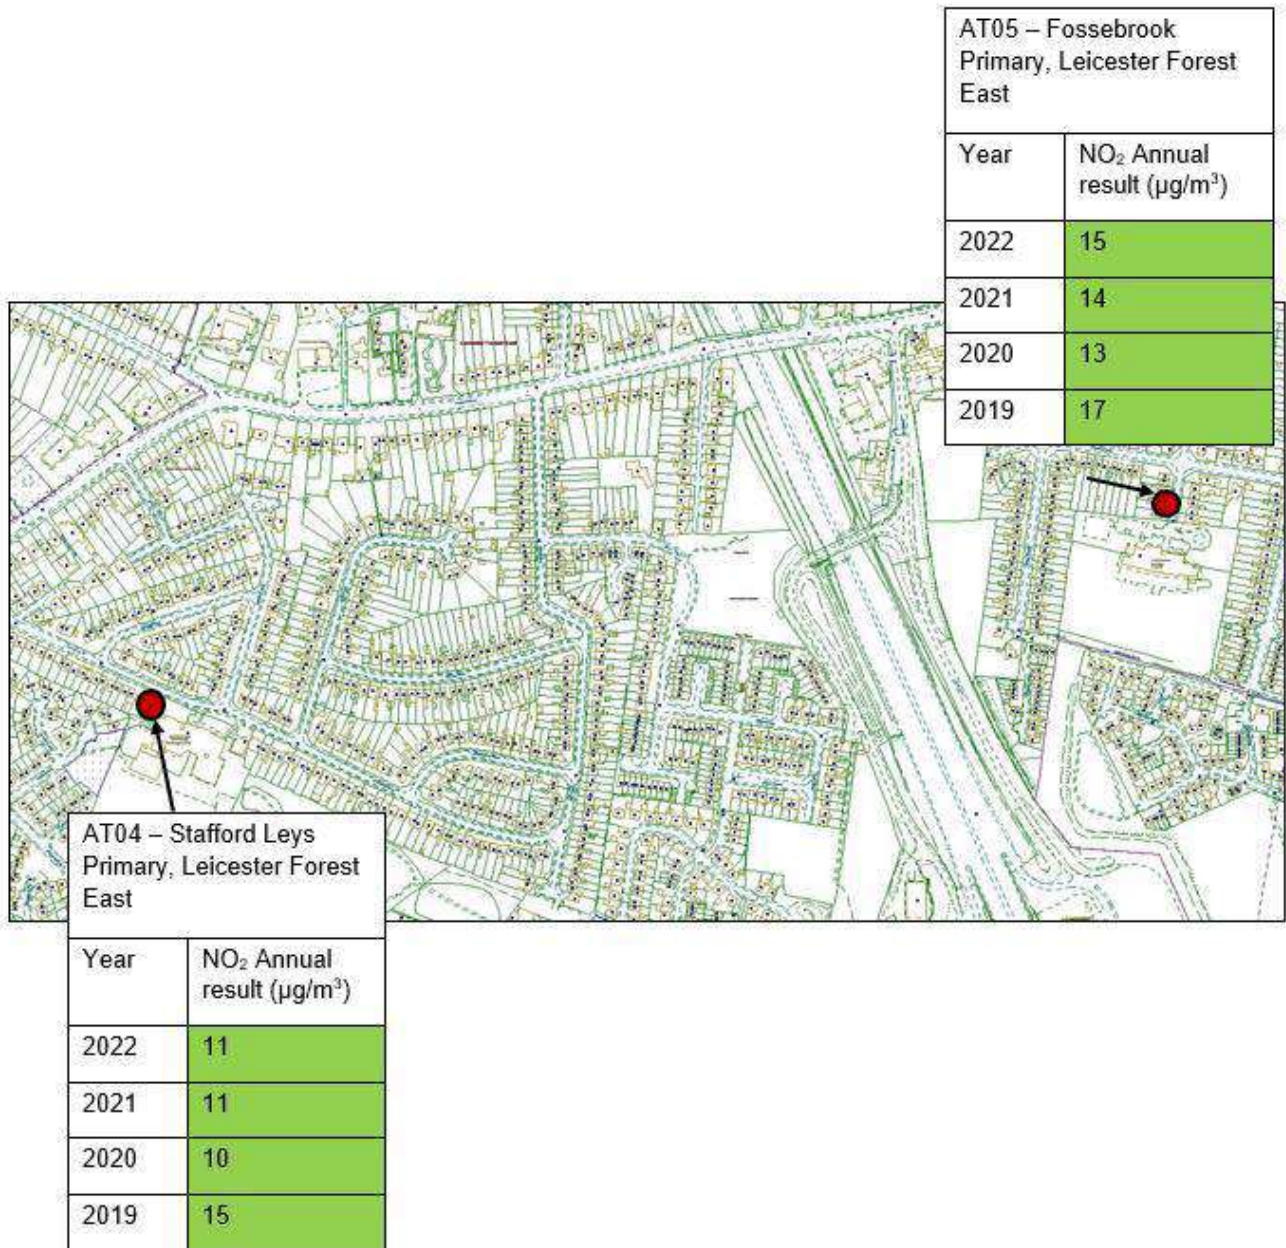 AT05 – Fossebrook
Primary, Leicester Forest
East
Year
NO₂ Annual
result (µg/m³)
2022
15
2021
14
2020
13
2019
17
AT04 – Stafford Leys
Primary, Leicester Forest
East
Year
NO₂ Annual
result (µg/m³)
2022
11
2021
11
2020
10
2019
15